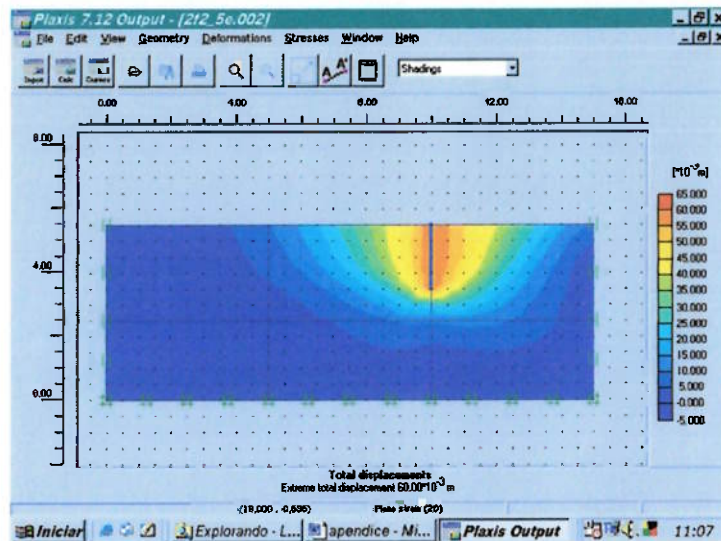 Plaxis 7.12 Output - [2f2_5e.002]
File Edit View Geometry Deformations Stresses Window Help
Input Calc Curves Shadings
0.00 4.00 8.00 12.00 16.00
8.00
4.00
0.00
[*10⁻³ m]
65.000
60.000
55.000
50.000
45.000
40.000
35.000
30.000
25.000
20.000
15.000
10.000
5.000
-0.000
-5.000
Total displacements
Extreme total displacement 60.00*10⁻³ m
Plane strain (2D)
Iniciar Explorando - L... apendice - Mi... Plaxis Output 11:07